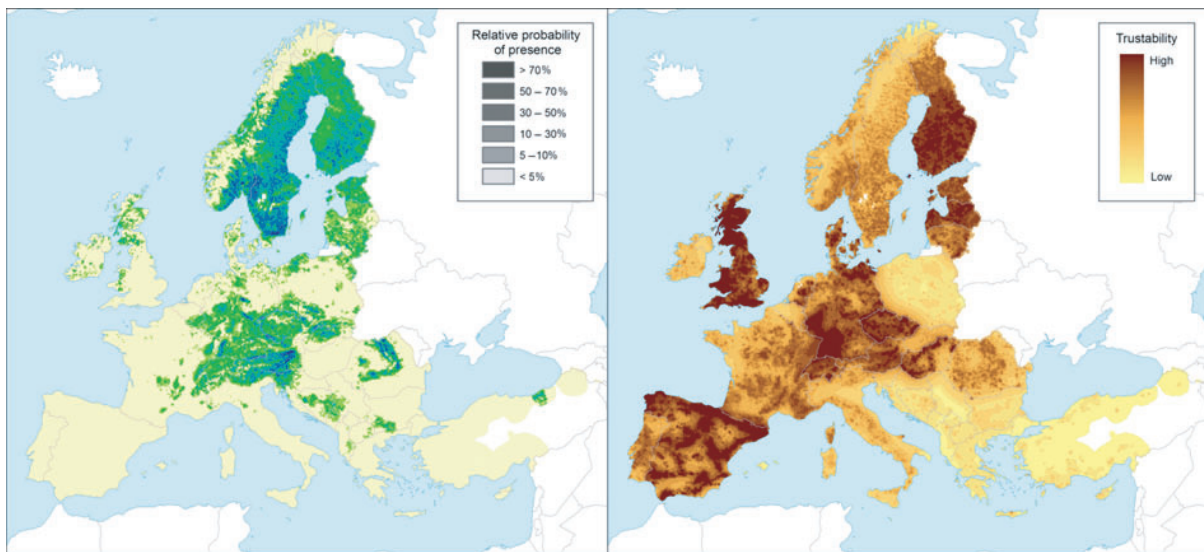 Relative probability
of presence
> 70%
50 – 70%
30 – 50%
10 – 30%
5 – 10%
< 5%
Trustability
High
Low